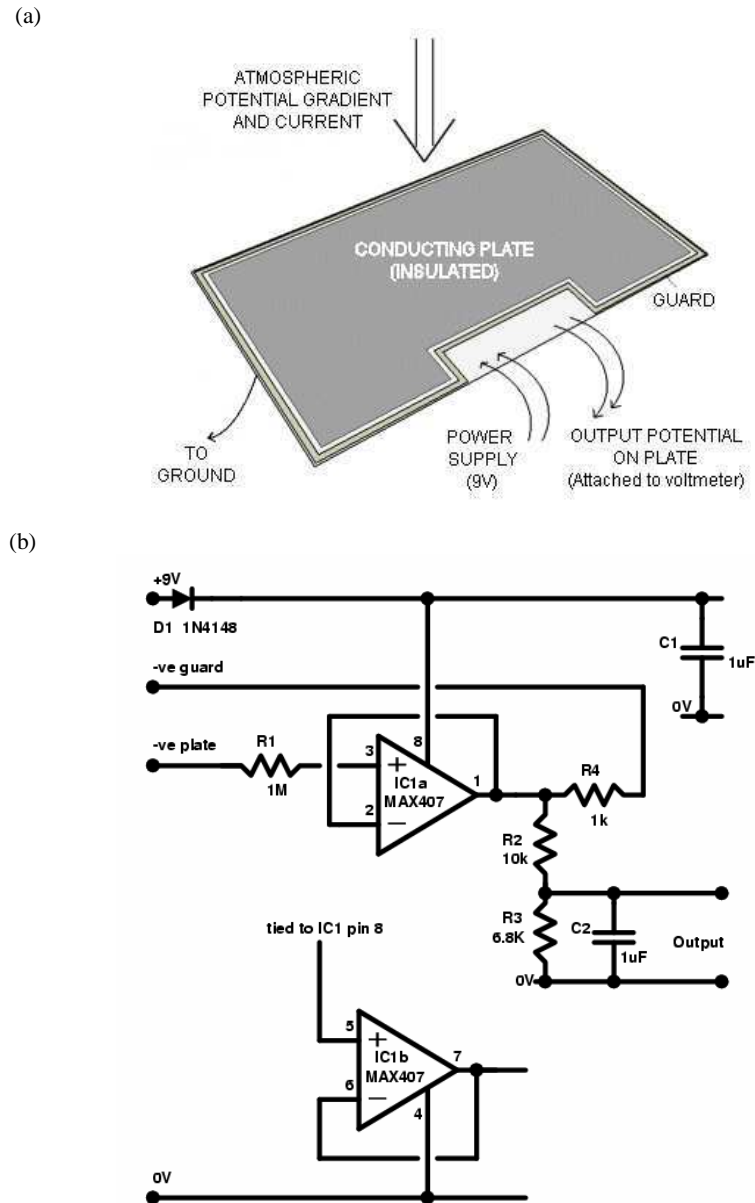 (a)
ATMOSPHERIC
POTENTIAL GRADIENT
AND CURRENT
CONDUCTING PLATE
(INSULATED)
GUARD
TO
GROUND
POWER
SUPPLY
(9V)
OUTPUT POTENTIAL
ON PLATE
(Attached to voltmeter)
(b)
+9V
D1 1N4148
C1
1uF
0V
-ve guard
-ve plate
R1
1M
3
8
IC1a
MAX407
1
2
R4
1k
R2
10k
R3
6.8K
C2
1uF
Output
0V
tied to IC1 pin 8
5
IC1b
MAX407
7
6
4
0V